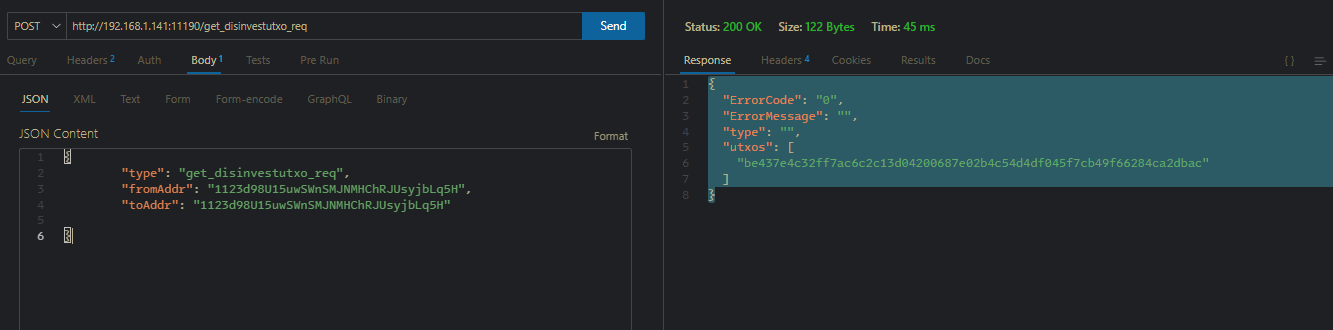 POST http://192.168.1.141:11190/get_disinvestutxo_req Send
Query Headers 2 Auth Body 1 Tests Pre Run
JSON XML Text Form Form-encode GraphQL Binary
JSON Content Format
1 {
2 "type": "get_disinvestutxo_req",
3 "fromAddr": "1123d98U15uwSWnSMJNMHChRJUsyjbLq5H",
4 "toAddr": "1123d98U15uwSWnSMJNMHChRJUsyjbLq5H"
5
6 }
Status: 200 OK Size: 122 Bytes Time: 45 ms
Response Headers 4 Cookies Results Docs { }
1 {
2 "ErrorCode": "0",
3 "ErrorMessage": "",
4 "type": "",
5 "utxos": [
6 "be437e4c32ff7ac6c2c13d04200687e02b4c54d4df045f7cb49f66284ca2dbac"
7 ]
8 }